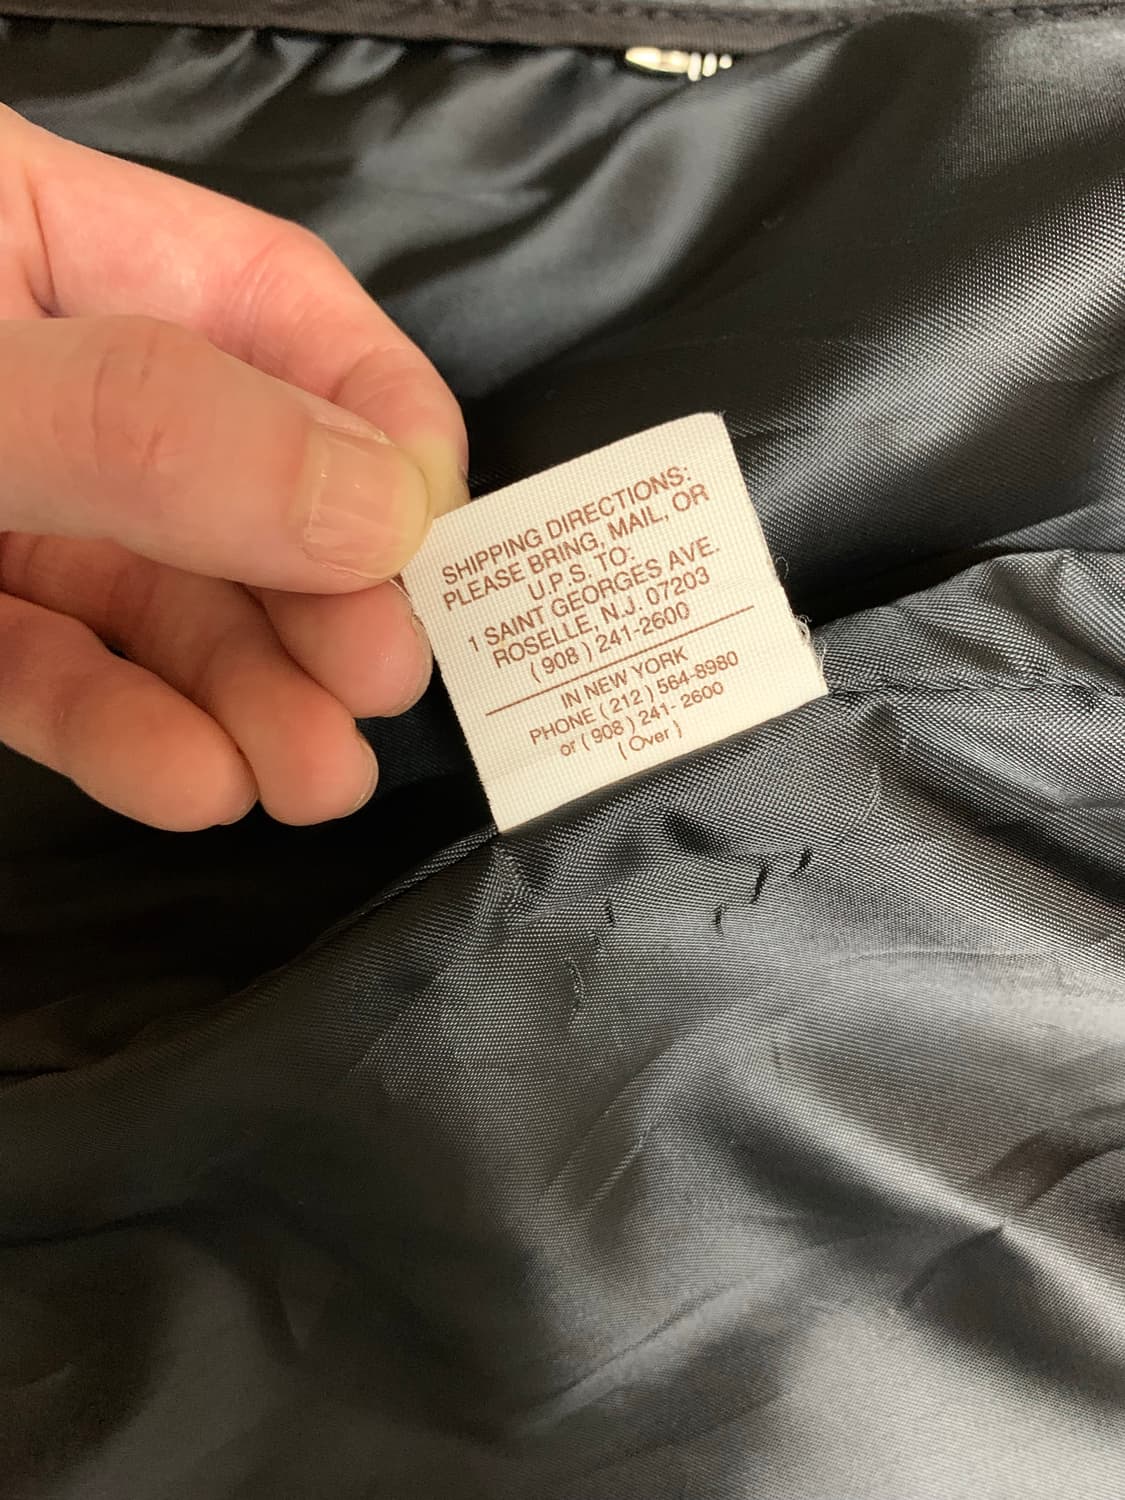 SHIPPING DIRECTIONS:
PLEASE BRING, MAIL, OR
U.P.S. TO:
1 SAINT GEORGES AVE.
ROSELLE, N.J. 07203
( 908 ) 241-2600
IN NEW YORK
PHONE ( 212 ) 564-8980
or ( 908 ) 241- 2600
( Over )